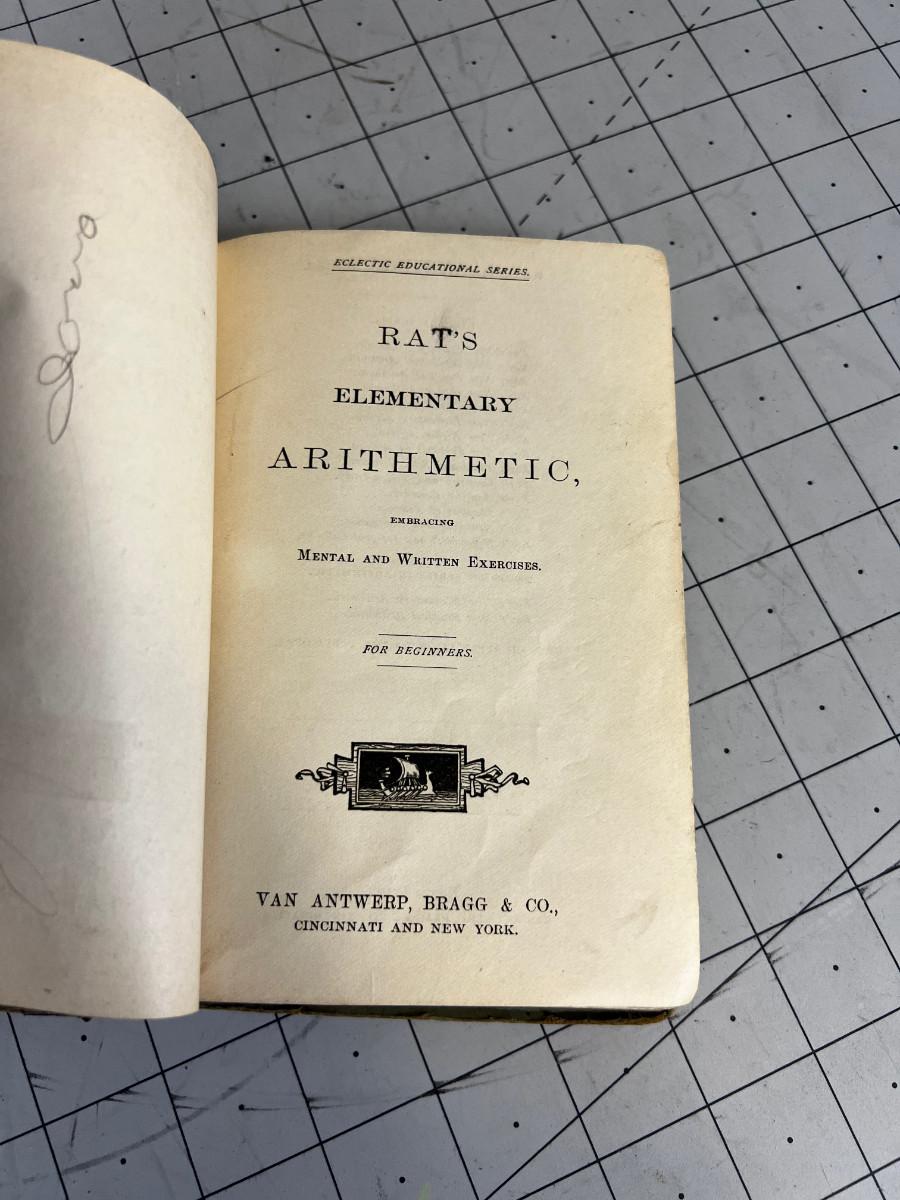 ECLECTIC EDUCATIONAL SERIES.
RAT'S
ELEMENTARY
ARITHMETIC,
EMBRACING
MENTAL AND WRITTEN EXERCISES.
FOR BEGINNERS.
VAN ANTWERP, BRAGG & CO.,
CINCINNATI AND NEW YORK.